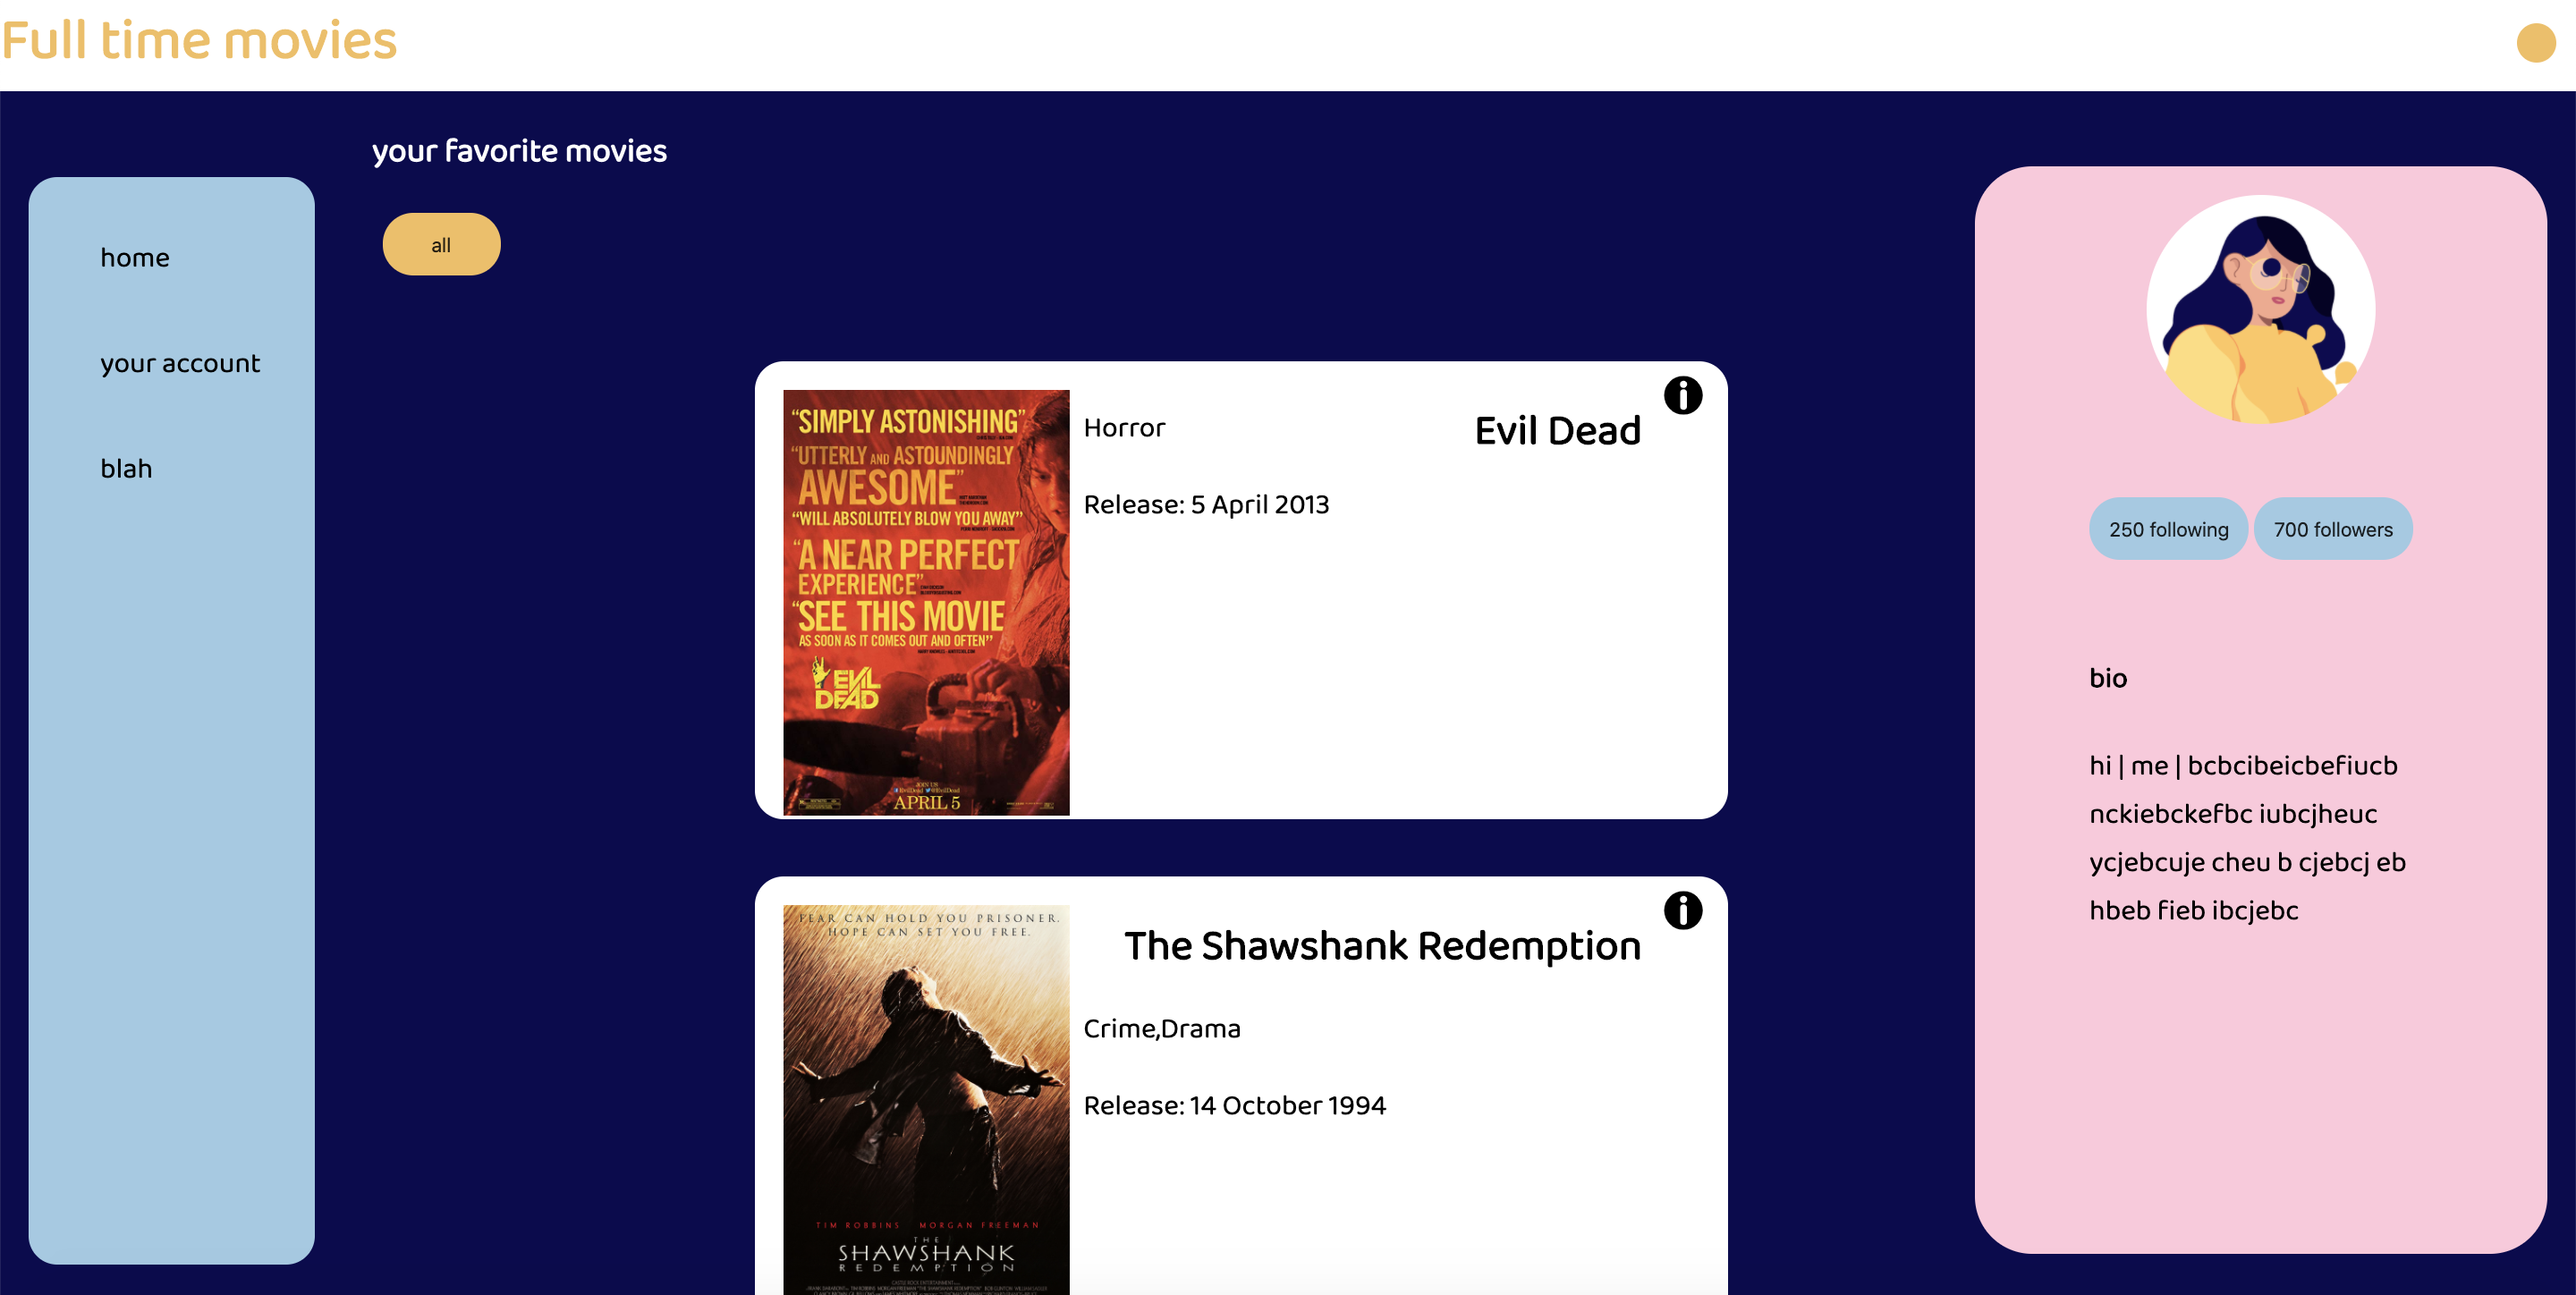 Full time movies
your favorite movies
all
home
your account
blah
Horror
Evil Dead
Release: 5 April 2013
"SIMPLY ASTONISHING"
"UTTERLY AND ASTOUNDINGLY
AWESOME"
"WILL ABSOLUTELY BLOW YOU AWAY"
"A NEAR PERFECT
EXPERIENCE"
"SEE THIS MOVIE
AS SOON AS IT COMES OUT AND OFTEN"
EVIL
DEAD
JOIN US
APRIL 5
The Shawshank Redemption
Crime,Drama
Release: 14 October 1994
FEAR CAN HOLD YOU PRISONER.
HOPE CAN SET YOU FREE.
TIM ROBBINS MORGAN FREEMAN
THE
SHAWSHANK
REDEMPTION
250 following
700 followers
bio
hi | me | bcbcibeicbefiucb
nckiebckefbc iubcjheuc
ycjebcuje cheu b cjebcj eb
hbeb fieb ibcjebc